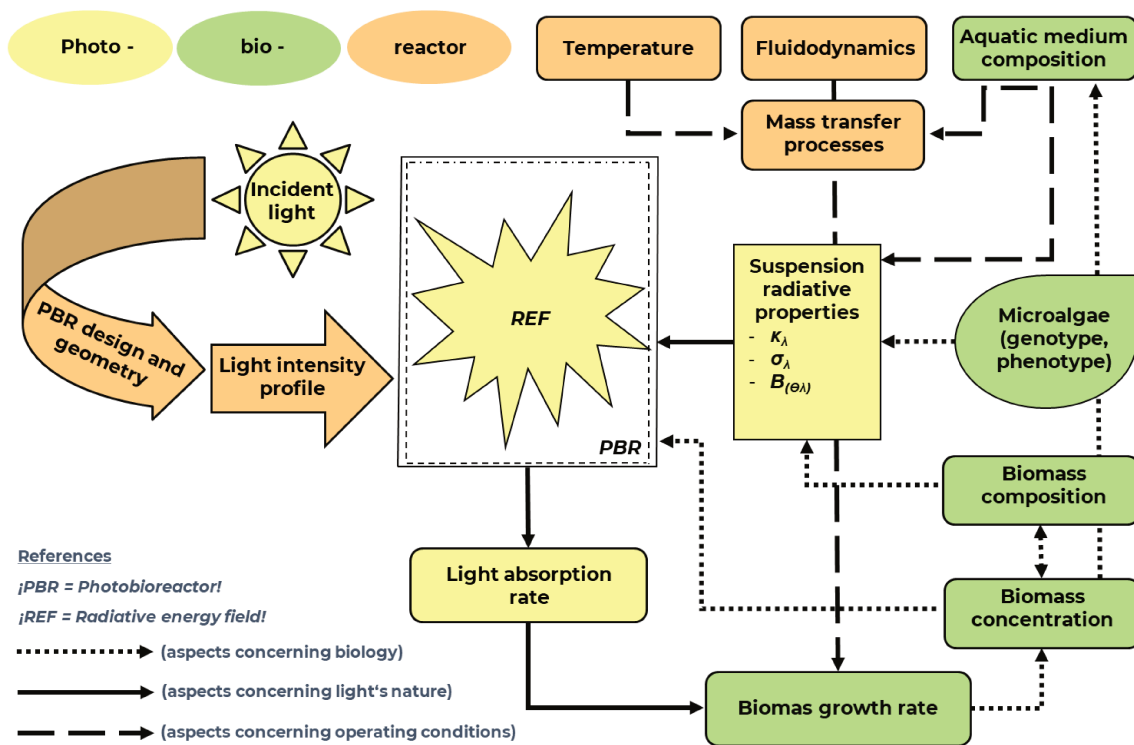 Photo -
bio -
reactor
Temperature
Fluidodynamics
Aquatic medium
composition
Mass transfer
processes
Incident
light
PBR design and
geometry
Light intensity
profile
REF
PBR
Suspension
radiative
properties
- κλ
- σλ
- B(Θλ)
Microalgae
(genotype,
phenotype)
Biomass
composition
Biomass
concentration
Light absorption
rate
Biomas growth rate
References
¡PBR = Photobioreactor!
¡REF = Radiative energy field!
(aspects concerning biology)
(aspects concerning light‘s nature)
(aspects concerning operating conditions)